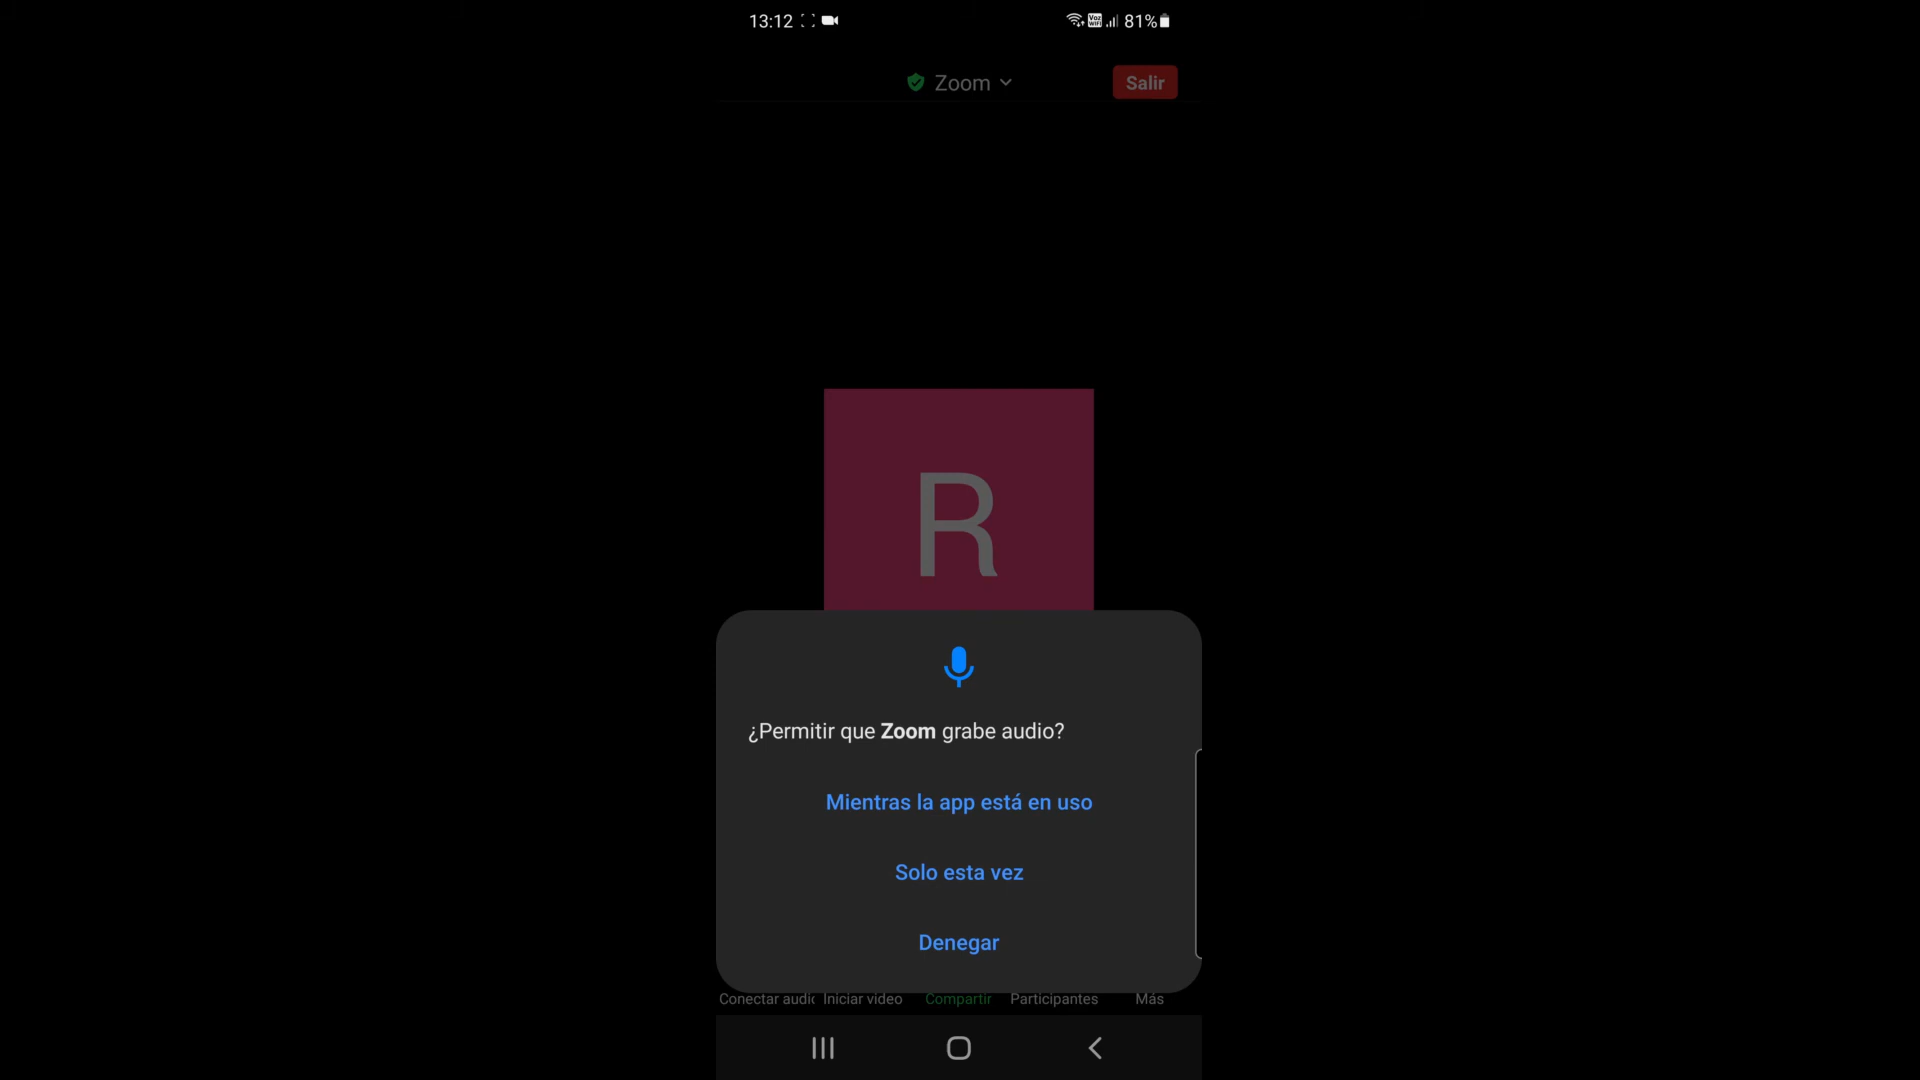 13:12 81%
Zoom
Salir
R
¿Permitir que Zoom grabe audio?
Mientras la app está en uso
Solo esta vez
Denegar
Conectar audio Iniciar video Compartir Participantes Más